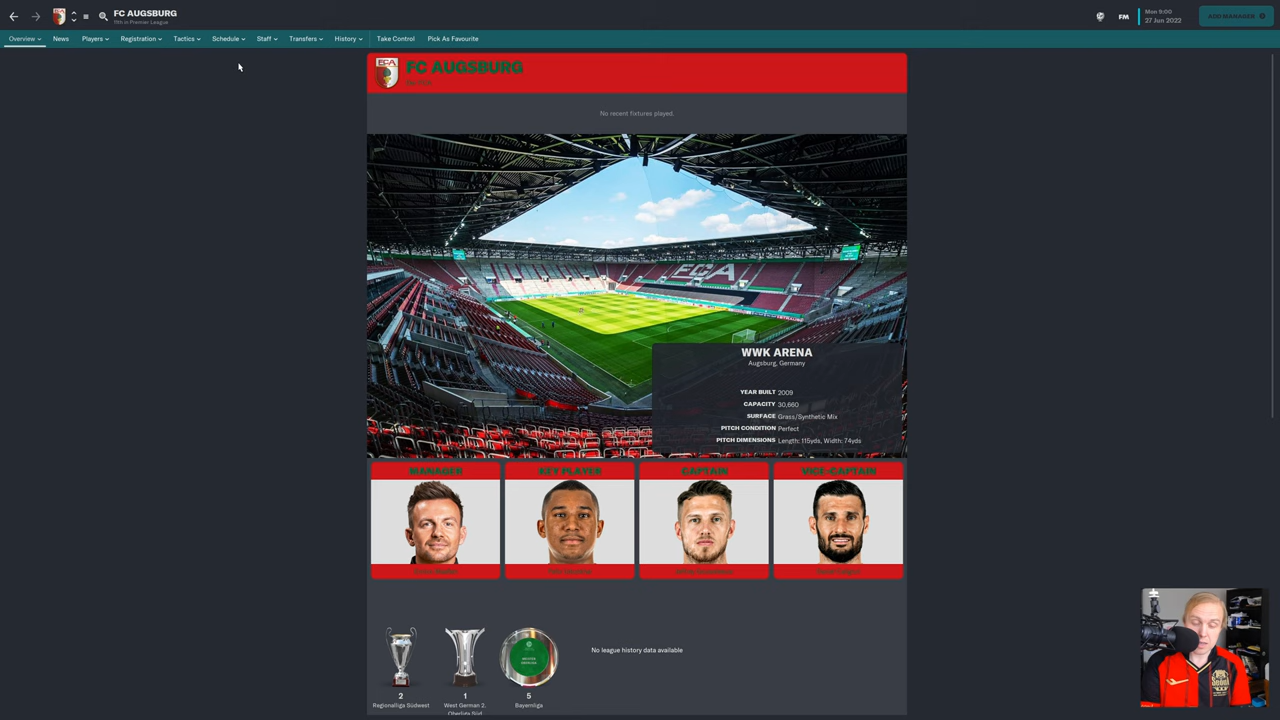 FC AUGSBURG
15th in Premier League
FM
Mon 9:00
27 Jun 2022
ADD MANAGER
Overview
News
Players
Registration
Tactics
Schedule
Staff
Transfers
History
Take Control
Pick As Favourite
FCA
FC AUGSBURG
No recent fixtures played.
FCA
WWK ARENA
Augsburg, Germany
YEAR BUILT 2009
CAPACITY 30,660
SURFACE Grass/Synthetic Mix
PITCH CONDITION Perfect
PITCH DIMENSIONS Length: 115yds, Width: 74yds
MANAGER
KEY PLAYER
CAPTAIN
VICE-CAPTAIN
2
Regionalliga Südwest
1
West German 2.
Oberliga Süd
5
Bayernliga
No league history data available